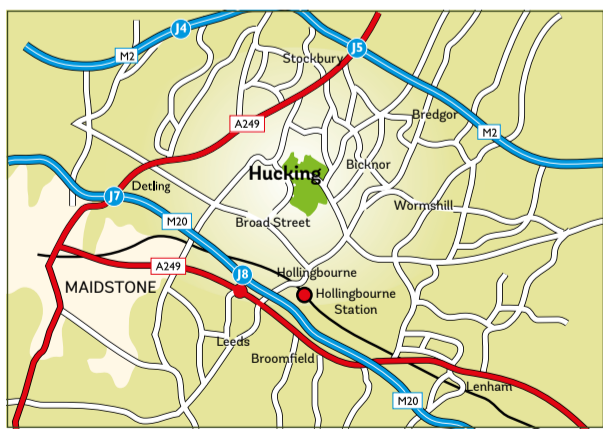 J4
M2
Stockbury
J5
A249
Bredgor
M2
Hucking
Bicknor
Detling
J7
Wormshill
M20
Broad Street
A249
J8
Hollingbourne
MAIDSTONE
Hollingbourne
Station
Leeds
Broomfield
Lenham
M20